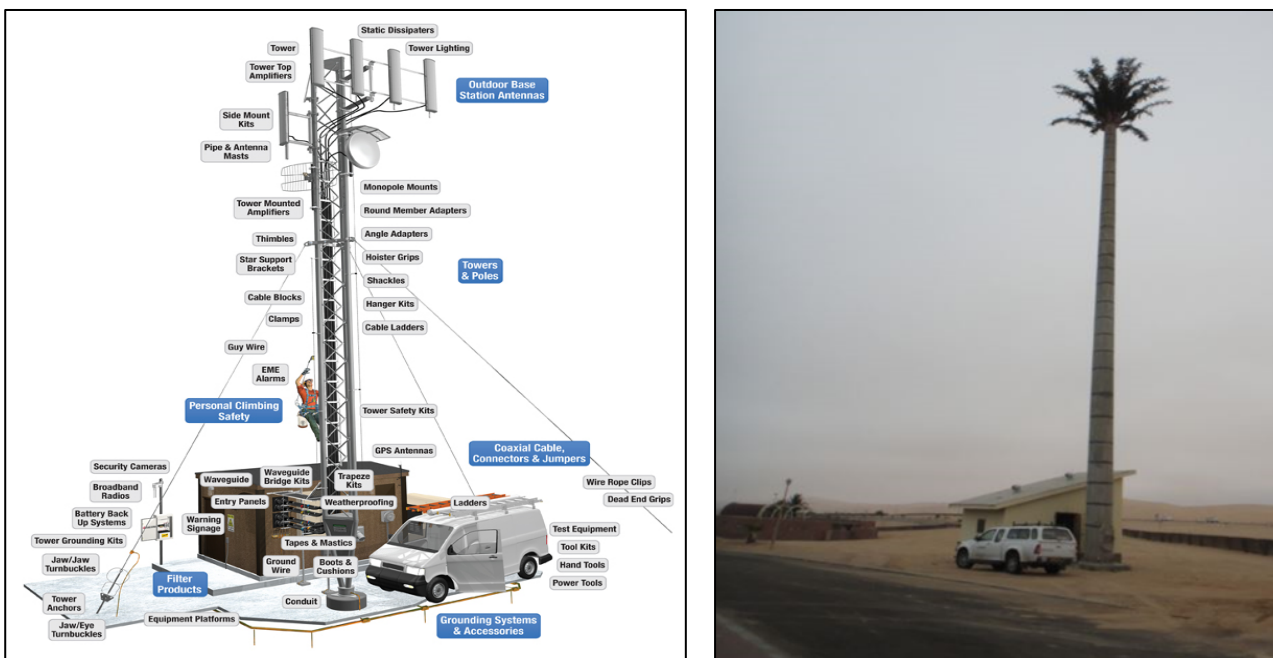 Static Dissipaters
Tower
Tower Lighting
Tower Top
Amplifiers
Outdoor Base
Station Antennas
Side Mount
Kits
Pipe & Antenna
Masts
Monopole Mounts
Tower Mounted
Amplifiers
Round Member Adapters
Thimbles
Angle Adapters
Star Support
Brackets
Hoister Grips
Towers
& Poles
Shackles
Cable Blocks
Hanger Kits
Clamps
Cable Ladders
Guy Wire
EME
Alarms
Personal Climbing
Safety
Tower Safety Kits
GPS Antennas
Coaxial Cable,
Connectors & Jumpers
Security Cameras
Waveguide
Waveguide
Bridge Kits
Trapeze
Kits
Wire Rope Clips
Broadband
Radios
Entry Panels
Weatherproofing
Ladders
Dead End Grips
Battery Back
Up Systems
Warning
Signage
Test Equipment
Tower Grounding Kits
Tapes & Mastics
Tool Kits
Jaw/Jaw
Turnbuckles
Ground
Wire
Boots &
Cushions
Hand Tools
Filter
Products
Power Tools
Tower
Anchors
Conduit
Jaw/Eye
Turnbuckles
Equipment Platforms
Grounding Systems
& Accessories